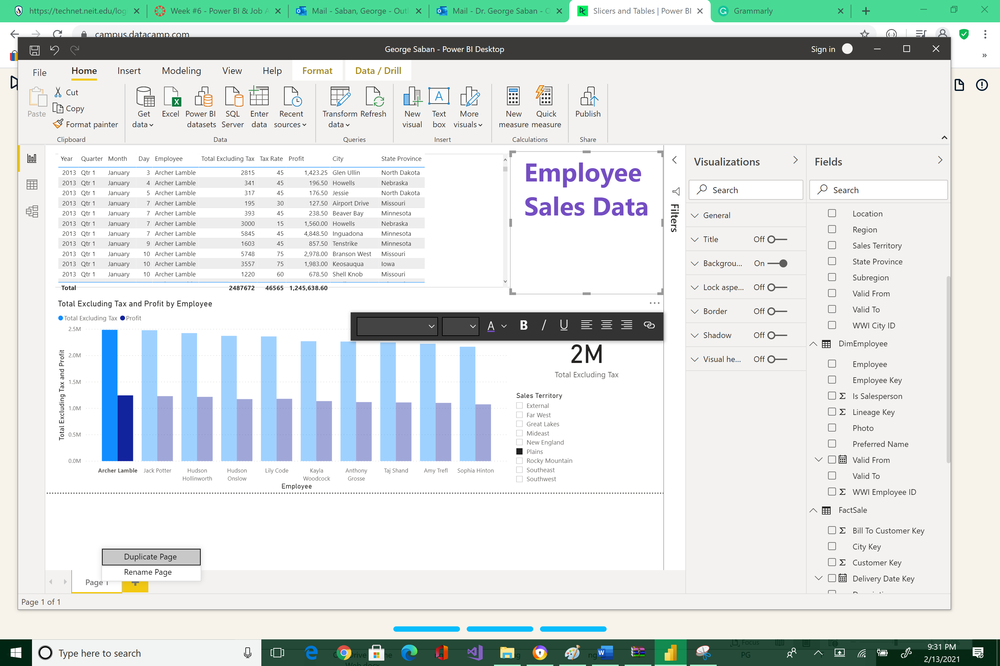 https://technet.neit.edu/log
Week #6 - Power BI & Job A
Mail - Saban, George - Outl
Mail - Dr. George Saban - O
Slicers and Tables | Power BI
Grammarly
campus.datacamp.com
George Saban - Power BI Desktop
Sign in
File
Home
Insert
Modeling
View
Help
Format
Data / Drill
Paste
Cut
Copy
Format painter
Get data
Excel
Power BI datasets
SQL Server
Enter data
Recent sources
Transform data
Refresh
New visual
Text box
More visuals
New measure
Quick measure
Publish
Clipboard
Data
Queries
Insert
Calculations
Share
Year Quarter Month Day Employee Total Excluding Tax Tax Rate Profit City State Province
2013 Qtr 1 January 3 Archer Lamble 2815 45 1,423.25 Glen Ullin North Dakota
2013 Qtr 1 January 4 Archer Lamble 341 45 196.50 Howells Nebraska
2013 Qtr 1 January 5 Archer Lamble 317 45 176.50 Jessie North Dakota
2013 Qtr 1 January 7 Archer Lamble 195 30 127.50 Airport Drive Missouri
2013 Qtr 1 January 7 Archer Lamble 393 45 238.50 Beaver Bay Minnesota
2013 Qtr 1 January 7 Archer Lamble 3000 15 1,560.00 Howells Nebraska
2013 Qtr 1 January 7 Archer Lamble 5845 45 4,848.50 Inguadona Minnesota
2013 Qtr 1 January 9 Archer Lamble 1603 45 857.50 Tenstrike Minnesota
2013 Qtr 1 January 10 Archer Lamble 5748 75 2,978.00 Branson West Missouri
2013 Qtr 1 January 10 Archer Lamble 3557 75 1,983.00 Keosauqua Iowa
2013 Qtr 1 January 10 Archer Lamble 1220 60 678.50 Shell Knob Missouri
Total 2487672 46565 1,245,638.60
Employee
Sales Data
Filters
Total Excluding Tax and Profit by Employee
Total Excluding Tax Profit
Total Excluding Tax and Profit
2.5M
2.0M
1.5M
1.0M
0.5M
0.0M
Archer Lamble
Jack Potter
Hudson Hollinworth
Hudson Onslow
Lily Code
Kayla Woodcock
Anthony Grosse
Taj Shand
Amy Trefl
Sophia Hinton
Employee
A B I U
2M
Total Excluding Tax
Sales Territory
External
Far West
Great Lakes
Mideast
New England
Plains
Rocky Mountain
Southeast
Southwest
Visualizations
Search
General
Title Off
Backgrou... On
Lock aspe... Off
Border Off
Shadow Off
Visual he... Off
Fields
Search
Location
Region
Sales Territory
State Province
Subregion
Valid From
Valid To
WWI City ID
DimEmployee
Employee
Employee Key
Σ Is Salesperson
Σ Lineage Key
Photo
Preferred Name
Valid From
Valid To
Σ WWI Employee ID
FactSale
Σ Bill To Customer Key
City Key
Σ Customer Key
Delivery Date Key
Duplicate Page
Rename Page
Page 1
Page 1 of 1
Type here to search
Focus
9:31 PM
2/13/2021